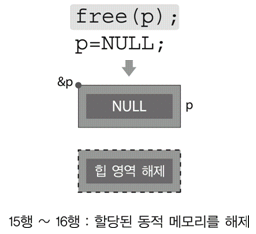 free(p);
p=NULL;
&p
NULL
p
힙 영역 해제
15행 ~ 16행 : 할당된 동적 메모리를 해제